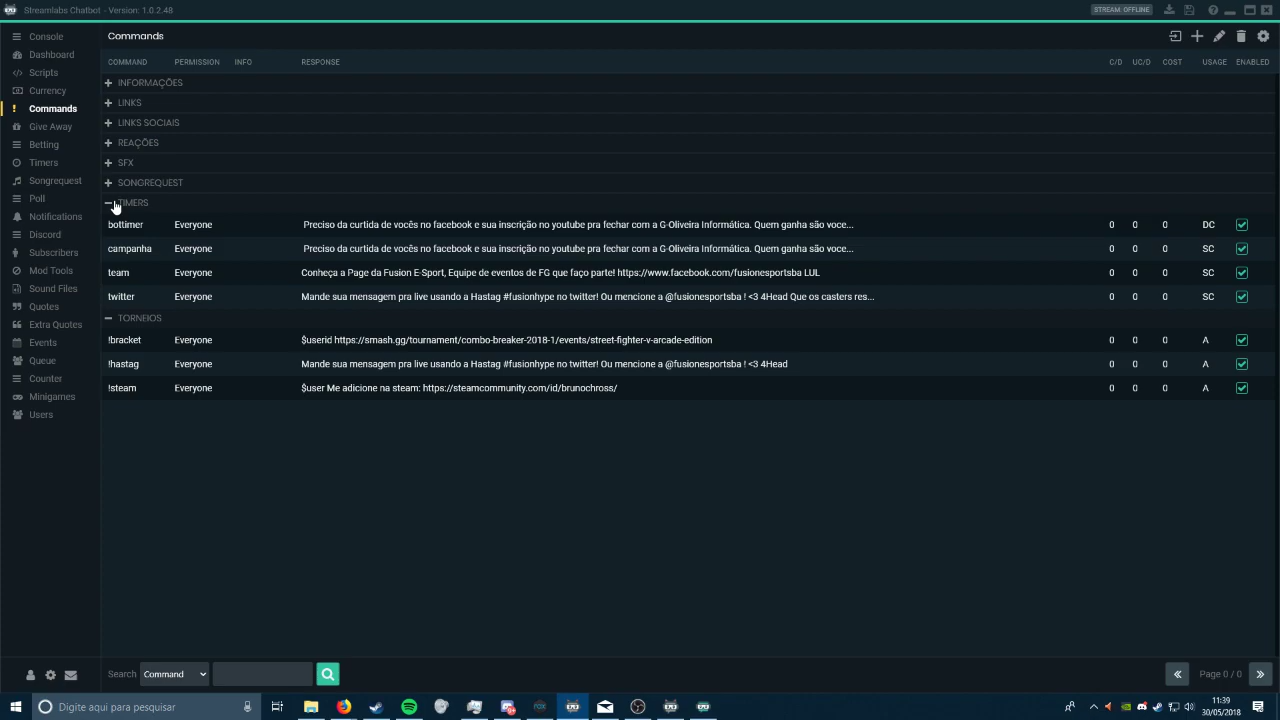 Streamlabs Chatbot - Version: 1.0.2.48
STREAM: OFFLINE
Console
Dashboard
Scripts
Currency
Commands
Give Away
Betting
Timers
Songrequest
Poll
Notifications
Discord
Subscribers
Mod Tools
Sound Files
Quotes
Extra Quotes
Events
Queue
Counter
Minigames
Users
Commands
COMMAND PERMISSION INFO RESPONSE C/D UC/D COST USAGE ENABLED
INFORMAÇÕES
LINKS
LINKS SOCIAIS
REAÇÕES
SFX
SONGREQUEST
TIMERS
bottimer Everyone Preciso da curtida de vocês no facebook e sua inscrição no youtube pra fechar com a G-Oliveira Informática. Quem ganha são voce... 0 0 0 DC
campanha Everyone Preciso da curtida de vocês no facebook e sua inscrição no youtube pra fechar com a G-Oliveira Informática. Quem ganha são voce... 0 0 0 SC
team Everyone Conheça a Page da Fusion E-Sport, Equipe de eventos de FG que faço parte! https://www.facebook.com/fusionesportsba LUL 0 0 0 SC
twitter Everyone Mande sua mensagem pra live usando a Hastag #fusionhype no twitter! Ou mencione a @fusionesportsba ! <3 4Head Que os casters res... 0 0 0 SC
TORNEIOS
!bracket Everyone $userid https://smash.gg/tournament/combo-breaker-2018-1/events/street-fighter-v-arcade-edition 0 0 0 A
!hastag Everyone Mande sua mensagem pra live usando a Hastag #fusionhype no twitter! Ou mencione a @fusionesportsba ! <3 4Head 0 0 0 A
!steam Everyone $user Me adicione na steam: https://steamcommunity.com/id/brunochross/ 0 0 0 A
Search Command
Page 0 / 0
Digite aqui para pesquisar
11:39
30/05/2018